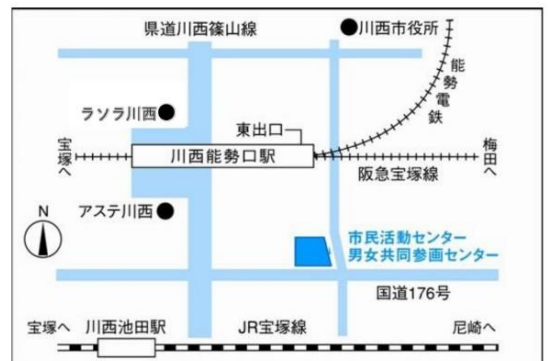 県道川西篠山線
川西市役所
能勢電鉄
ラソラ川西
東出口
宝塚へ
川西能勢口駅
梅田へ
阪急宝塚線
アステ川西
N
市民活動センター
男女共同参画センター
国道176号
宝塚へ
川西池田駅
JR宝塚線
尼崎へ